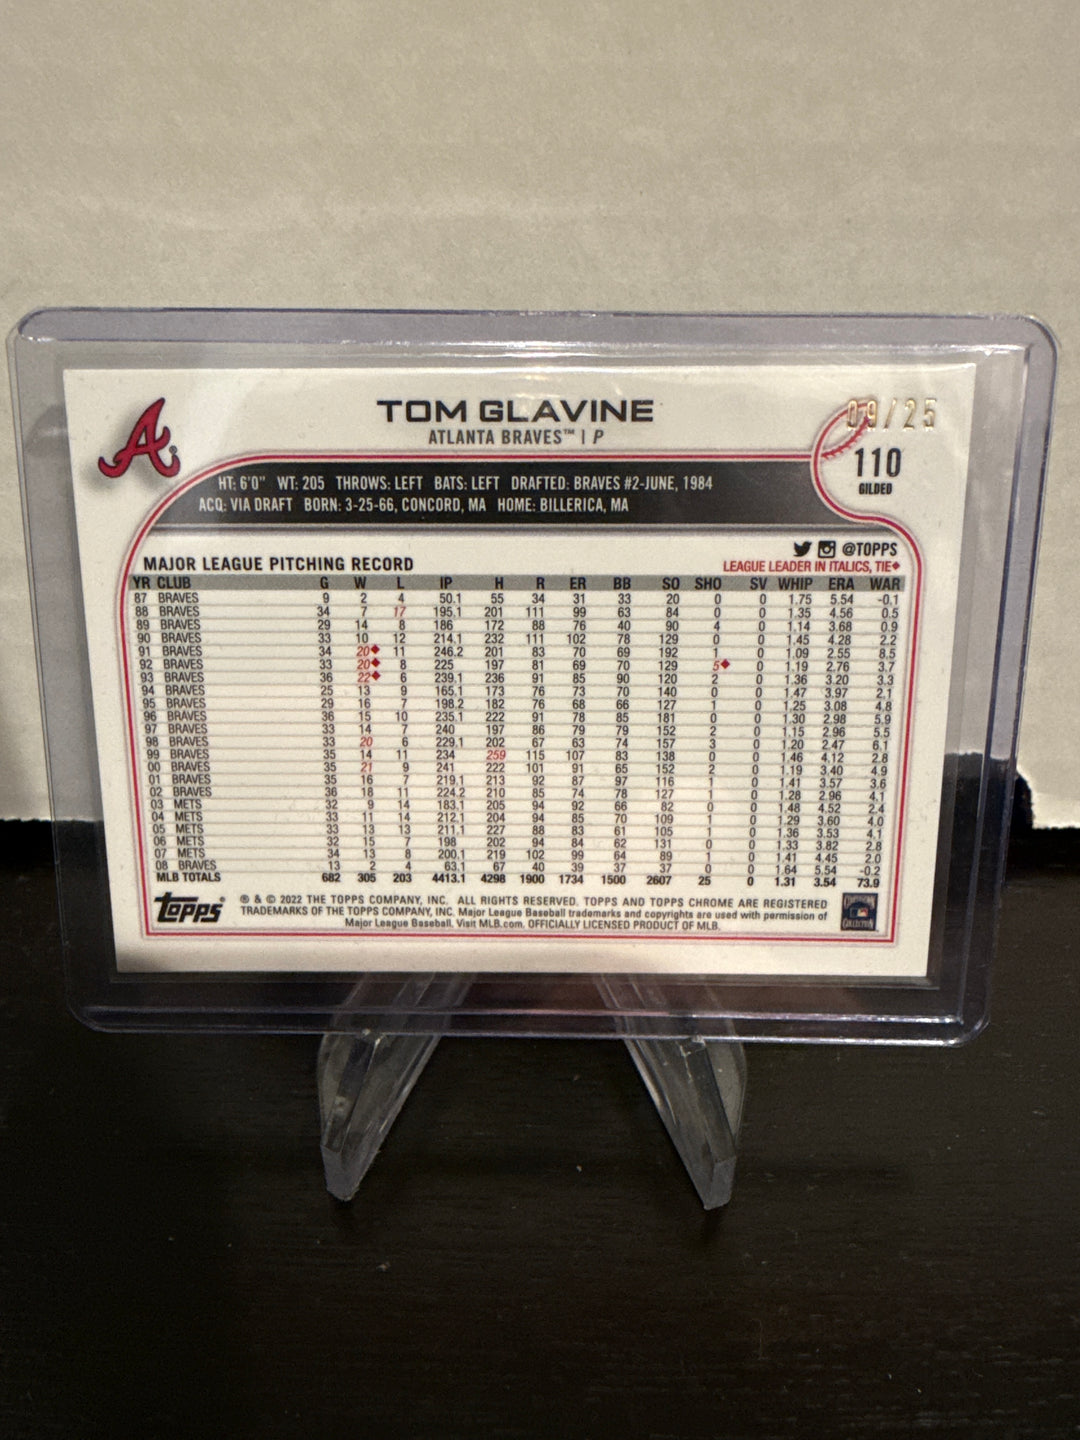 TOM GLAVINE
ATLANTA BRAVES™ | P
09/25
110
GILDED
A
HT: 6'0" WT: 205 THROWS: LEFT BATS: LEFT DRAFTED: BRAVES #2-JUNE, 1984
ACQ: VIA DRAFT BORN: 3-25-66, CONCORD, MA HOME: BILLERICA, MA
@TOPPS
MAJOR LEAGUE PITCHING RECORD
LEAGUE LEADER IN ITALICS, TIE◆
YR CLUB G W L IP H R ER BB SO SHO SV WHIP ERA WAR
87 BRAVES 9 2 4 50.1 55 34 31 33 20 0 0 1.75 5.54 -0.1
88 BRAVES 34 7 17 195.1 201 111 99 63 84 0 0 1.35 4.56 0.5
89 BRAVES 29 14 8 186 172 88 76 40 90 4 0 1.14 3.68 0.9
90 BRAVES 33 10 12 214.1 232 111 102 78 129 0 0 1.45 4.28 2.2
91 BRAVES 34 20◆ 11 246.2 201 83 70 69 192 1 0 1.09 2.55 8.5
92 BRAVES 33 20◆ 8 225 197 81 69 70 129 5◆ 0 1.19 2.76 3.7
93 BRAVES 36 22◆ 6 239.1 236 91 85 90 120 2 0 1.36 3.20 3.3
94 BRAVES 25 13 9 165.1 173 76 73 70 140 0 0 1.47 3.97 2.1
95 BRAVES 29 16 7 198.2 182 76 68 66 127 1 0 1.25 3.08 4.8
96 BRAVES 36 15 10 235.1 222 91 78 85 181 0 0 1.30 2.98 5.9
97 BRAVES 33 14 7 240 197 86 79 79 152 2 0 1.15 2.96 5.5
98 BRAVES 33 20 6 229.1 202 67 63 74 157 3 0 1.20 2.47 6.1
99 BRAVES 35 14 11 234 259 115 107 83 138 0 0 1.46 4.12 2.8
00 BRAVES 35 21 9 241 222 101 91 65 152 2 0 1.19 3.40 4.9
01 BRAVES 35 16 7 219.1 213 92 87 97 116 1 0 1.41 3.57 3.6
02 BRAVES 36 18 11 224.2 210 85 74 78 127 1 0 1.28 2.96 4.1
03 METS 32 9 14 183.1 205 94 92 66 82 0 0 1.48 4.52 2.4
04 METS 33 11 14 212.1 204 94 85 70 109 1 0 1.29 3.60 4.0
05 METS 33 13 13 211.1 227 88 83 61 105 1 0 1.36 3.53 4.1
06 METS 32 15 7 198 202 94 84 62 131 0 0 1.33 3.82 2.8
07 METS 34 13 8 200.1 219 102 99 64 89 1 0 1.41 4.45 2.0
08 BRAVES 13 2 4 63.1 67 40 39 37 37 0 0 1.64 5.54 -0.2
MLB TOTALS 682 305 203 4413.1 4298 1900 1734 1500 2607 25 0 1.31 3.54 73.9
topps
® & © 2022 THE TOPPS COMPANY, INC. ALL RIGHTS RESERVED. TOPPS AND TOPPS CHROME ARE REGISTERED
TRADEMARKS OF THE TOPPS COMPANY, INC. Major League Baseball trademarks and copyrights are used with permission of
Major League Baseball. Visit MLB.com. OFFICIALLY LICENSED PRODUCT OF MLB.
COOPERSTOWN
COLLECTION